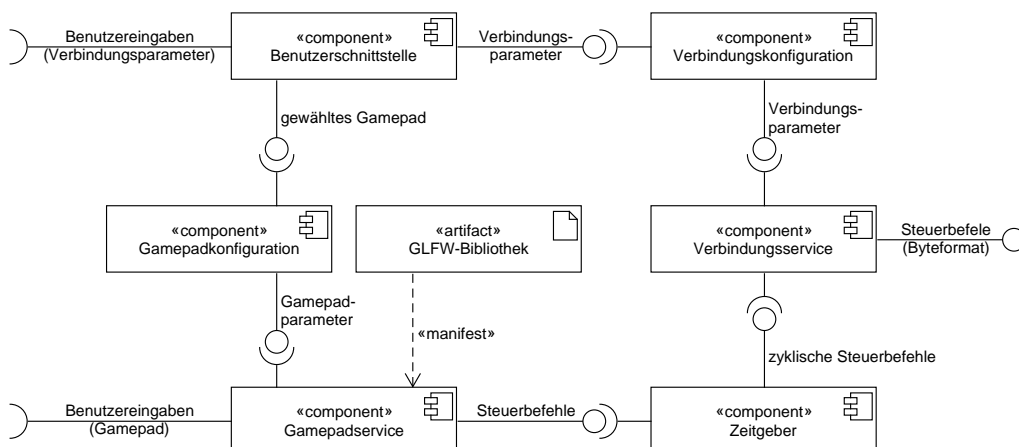 Benutzereingaben
(Verbindungsparameter)
«component»
Benutzerschnittstelle
Verbindungs-
parameter
«component»
Verbindungskonfiguration
gewähltes Gamepad
Verbindungs-
parameter
«component»
Gamepadkonfiguration
«artifact»
GLFW-Bibliothek
«component»
Verbindungsservice
Steuerbefele
(Byteformat)
Gamepad-
parameter
«manifest»
zyklische Steuerbefehle
Benutzereingaben
(Gamepad)
«component»
Gamepadservice
Steuerbefehle
«component»
Zeitgeber